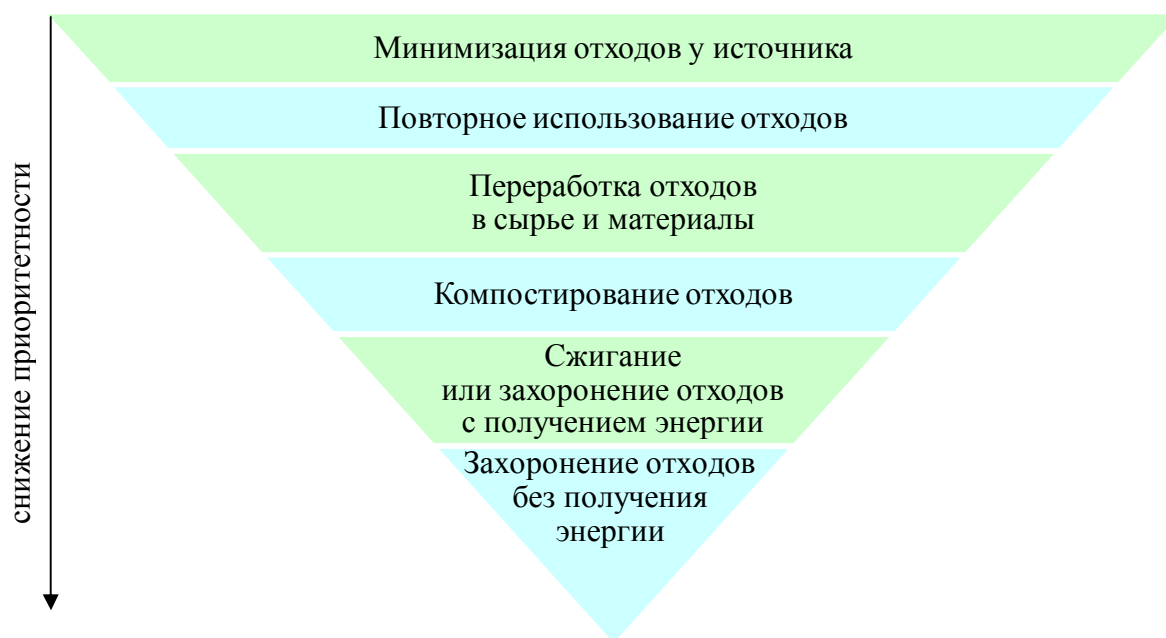 Минимизация отходов у источника
Повторное использование отходов
Переработка отходов
в сырье и материалы
Компостирование отходов
Сжигание
или захоронение отходов
с получением энергии
Захоронение отходов
без получения
энергии
снижение приоритетности